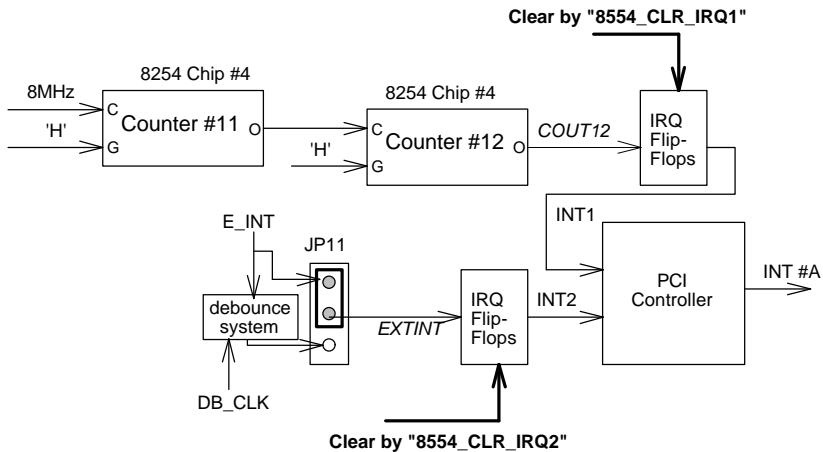 Clear by "8554_CLR_IRQ1"
8254 Chip #4
8254 Chip #4
8MHz
C
Counter #11
O
'H'
G
C
Counter #12
O
'H'
G
COUT12
IRQ
Flip-
Flops
INT1
E_INT
JP11
debounce
system
DB_CLK
EXTINT
IRQ
Flip-
Flops
INT2
PCI
Controller
INT #A
Clear by "8554_CLR_IRQ2"